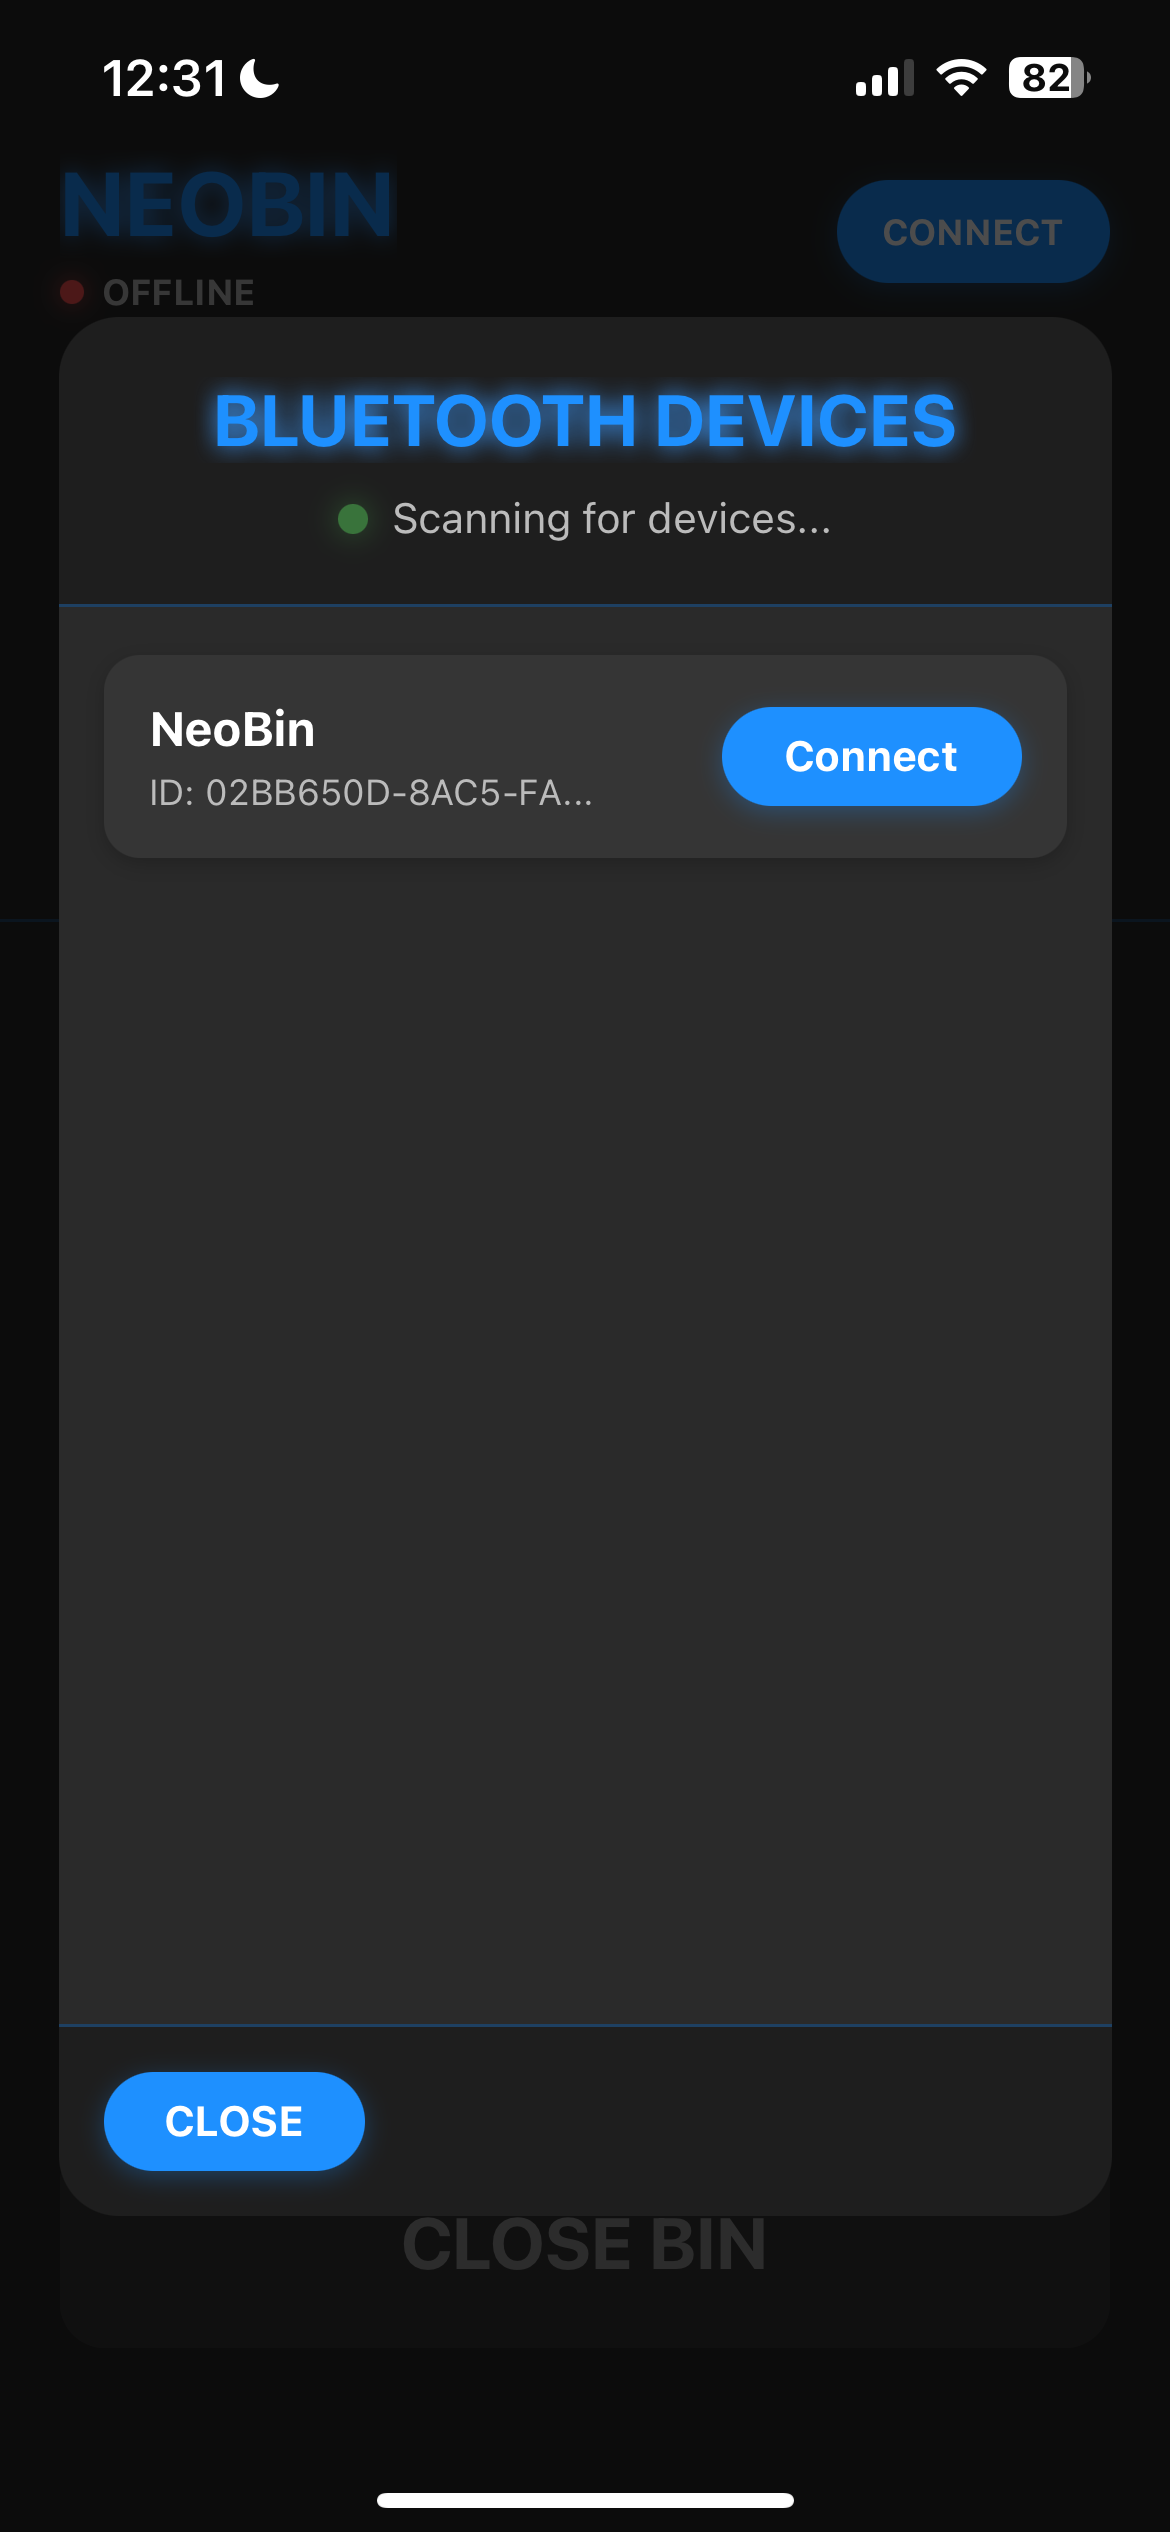 12:31
82
NEOBIN
CONNECT
OFFLINE
BLUETOOTH DEVICES
Scanning for devices...
NeoBin
ID: 02BB650D-8AC5-FA...
Connect
CLOSE
CLOSE BIN